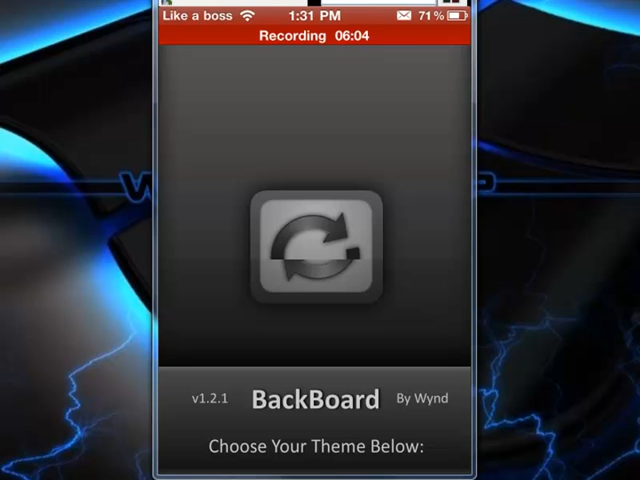 Like a boss 1:31 PM 71%
Recording 06:04
v1.2.1 BackBoard By Wynd
Choose Your Theme Below: